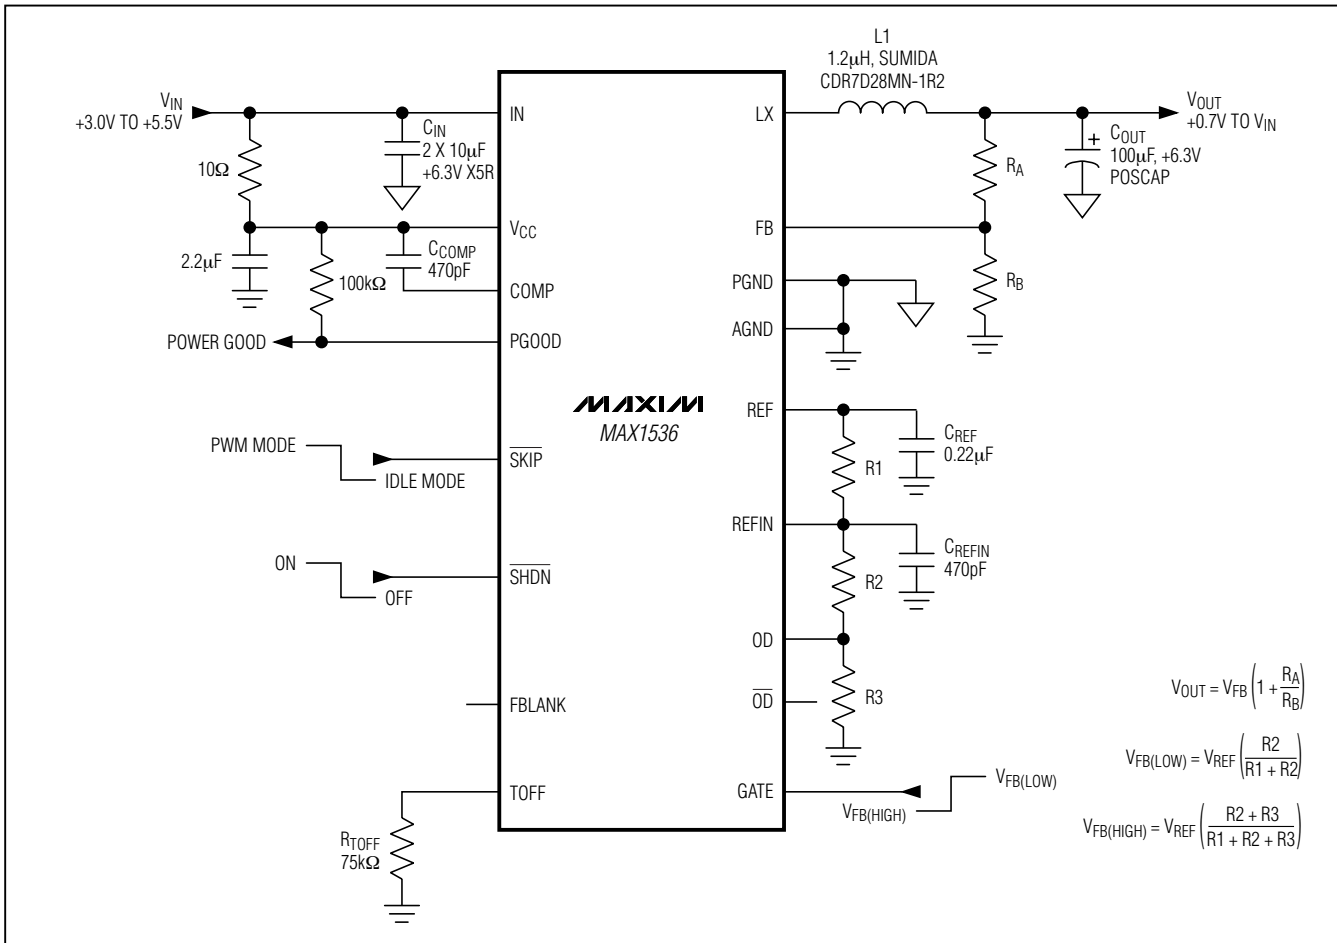 L1
1.2µH, SUMIDA
CDR7D28MN-1R2
VIN
+3.0V TO +5.5V
IN
LX
VOUT
+0.7V TO VIN
CIN
2 X 10µF
+6.3V X5R
+
COUT
100µF, +6.3V
POSCAP
10Ω
RA
VCC
FB
2.2µF
CCOMP
470pF
100kΩ
COMP
PGND
RB
AGND
POWER GOOD
PGOOD
MAXIM
MAX1536
REF
CREF
0.22µF
R1
PWM MODE
SKIP
IDLE MODE
REFIN
CREFIN
470pF
ON
SHDN
OFF
R2
OD
R3
OD
FBLANK
VOUT = VFB (1 + RA/RB)
VFB(LOW) = VREF (R2/R1 + R2)
VFB(HIGH) = VREF (R2 + R3/R1 + R2 + R3)
TOFF
GATE
VFB(LOW)
VFB(HIGH)
RTOFF
75kΩ